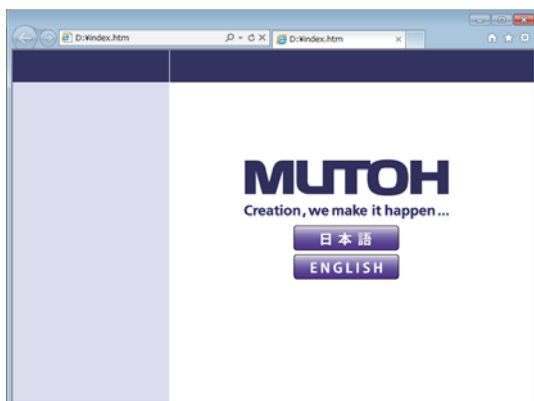 D:¥index.htm
D:¥index.htm
MUTOH
Creation, we make it happen...
日本語
ENGLISH